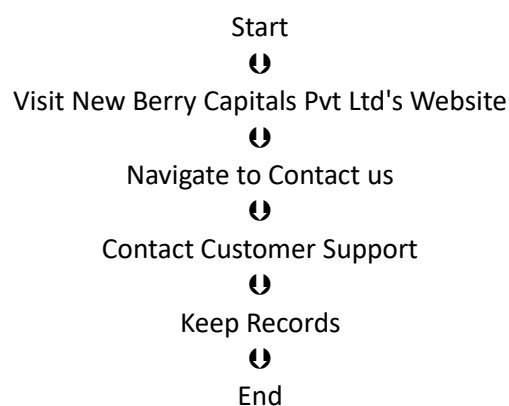 Start
Visit New Berry Capitals Pvt Ltd's Website
Navigate to Contact us
Contact Customer Support
Keep Records
End